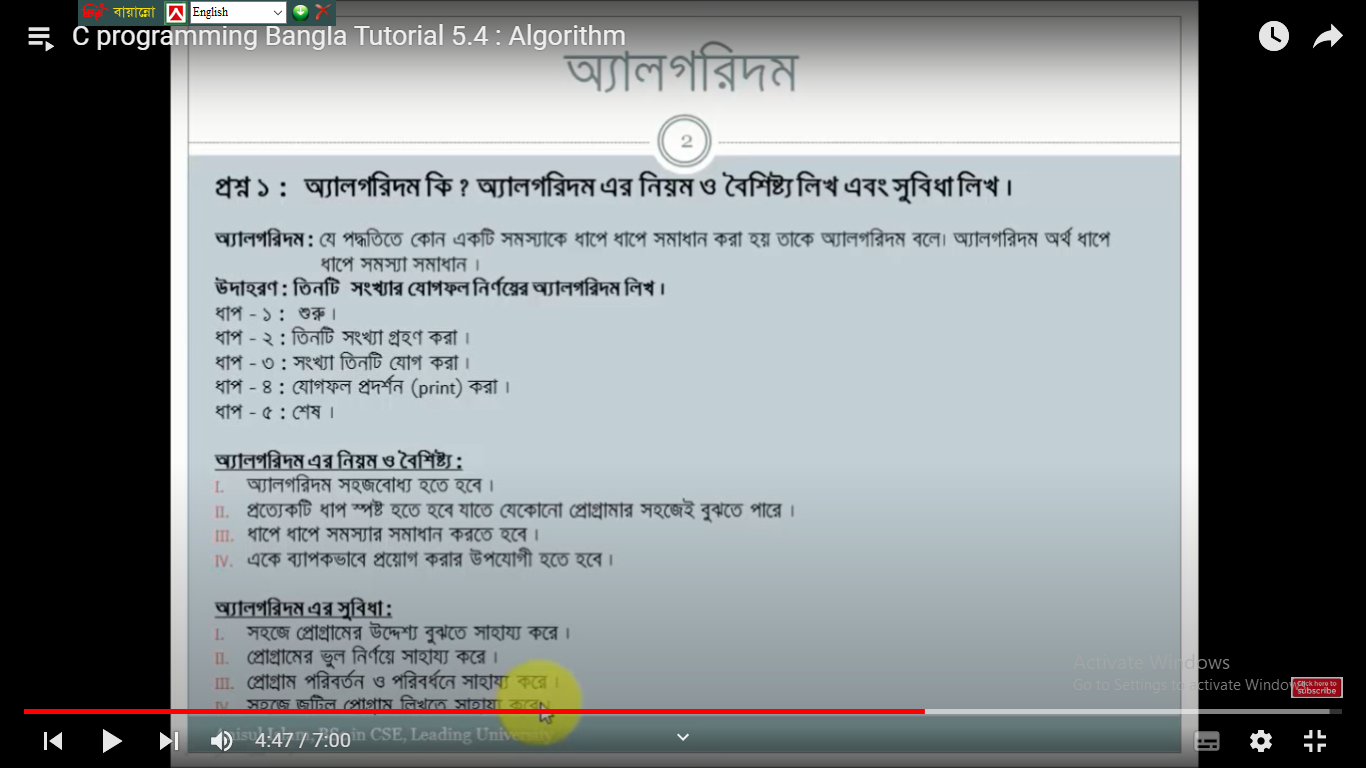 বায়ান্নো English
C programming Bangla Tutorial 5.4 : Algorithm
অ্যালগরিদম
2
প্রশ্ন ১ : অ্যালগরিদম কি ? অ্যালগরিদম এর নিয়ম ও বৈশিষ্ট্য লিখ এবং সুবিধা লিখ ।
অ্যালগরিদম : যে পদ্ধতিতে কোন একটি সমস্যাকে ধাপে ধাপে সমাধান করা হয় তাকে অ্যালগরিদম বলে। অ্যালগরিদম অর্থ ধাপে
ধাপে সমস্যা সমাধান ।
উদাহরণ : তিনটি সংখ্যার যোগফল নির্ণয়ের অ্যালগরিদম লিখ ।
ধাপ - ১ : শুরু ।
ধাপ - ২ : তিনটি সংখ্যা গ্রহণ করা ।
ধাপ - ৩ : সংখ্যা তিনটি যোগ করা ।
ধাপ - ৪ : যোগফল প্রদর্শন (print) করা ।
ধাপ - ৫ : শেষ ।
অ্যালগরিদম এর নিয়ম ও বৈশিষ্ট্য :
I. অ্যালগরিদম সহজবোধ্য হতে হবে ।
II. প্রত্যেকটি ধাপ স্পষ্ট হতে হবে যাতে যেকোনো প্রোগ্রামার সহজেই বুঝতে পারে ।
III. ধাপে ধাপে সমস্যার সমাধান করতে হবে ।
IV. একে ব্যাপকভাবে প্রয়োগ করার উপযোগী হতে হবে ।
অ্যালগরিদম এর সুবিধা :
I. সহজে প্রোগ্রামের উদ্দেশ্য বুঝতে সাহায্য করে ।
II. প্রোগ্রামের ভুল নির্ণয়ে সাহায্য করে ।
III. প্রোগ্রাম পরিবর্তন ও পরিবর্ধনে সাহায্য করে ।
IV. সহজে জটিল প্রোগ্রাম লিখতে সাহায্য করে ।
Activate Windows
Go to Settings to activate Windows
Click here to
subscribe
Anisul Islam, BSc in CSE, Leading University
4:47 / 7:00